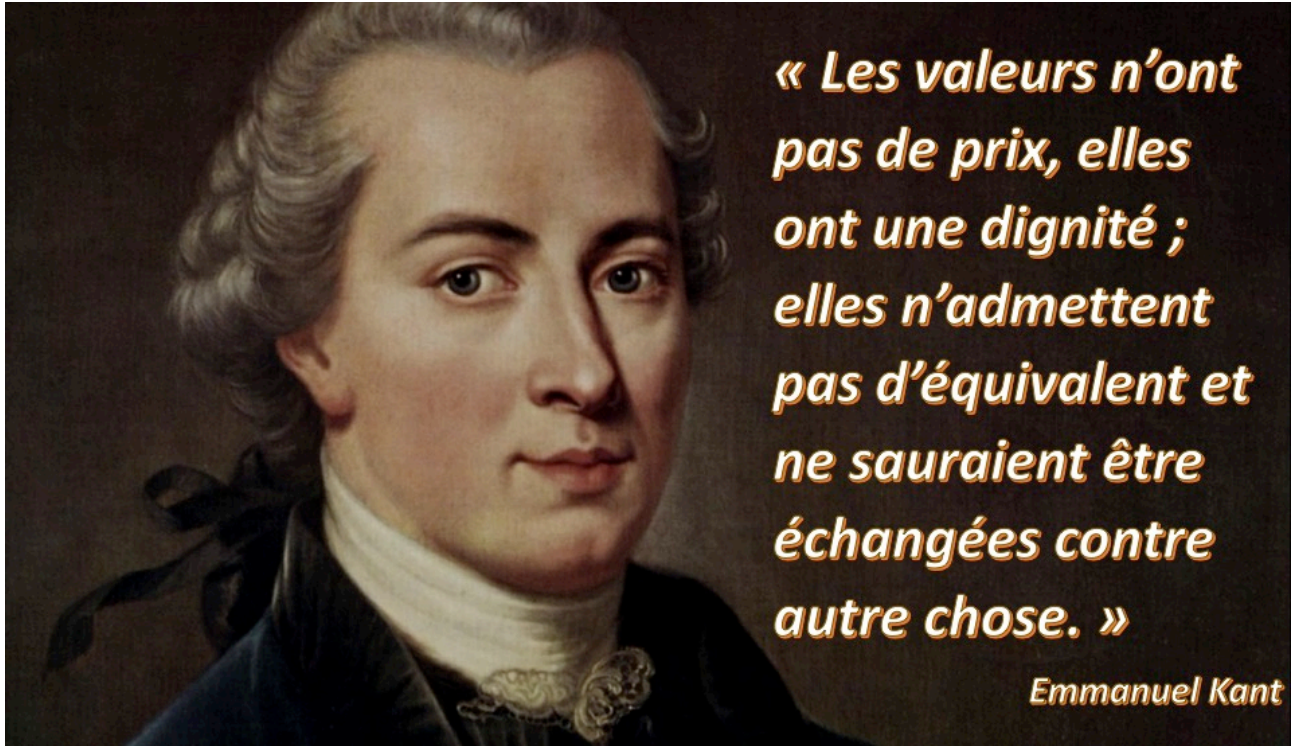 « Les valeurs n’ont
pas de prix, elles
ont une dignité ;
elles n’admettent
pas d’équivalent et
ne sauraient être
échangées contre
autre chose. »
Emmanuel Kant